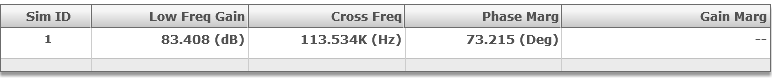 Sim ID Low Freq Gain Cross Freq Phase Marg Gain Marg
1 83.408 (dB) 113.534K (Hz) 73.215 (Deg) --